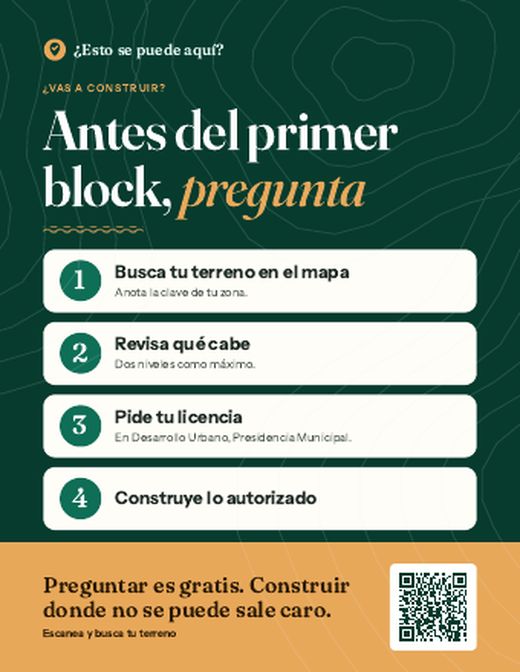 ¿Esto se puede aquí?
¿VAS A CONSTRUIR?
Antes del primer
block, pregunta
1
Busca tu terreno en el mapa
Anota la clave de tu zona.
2
Revisa qué cabe
Dos niveles como máximo.
3
Pide tu licencia
En Desarrollo Urbano, Presidencia Municipal.
4
Construye lo autorizado
Preguntar es gratis. Construir
donde no se puede sale caro.
Escanea y busca tu terreno